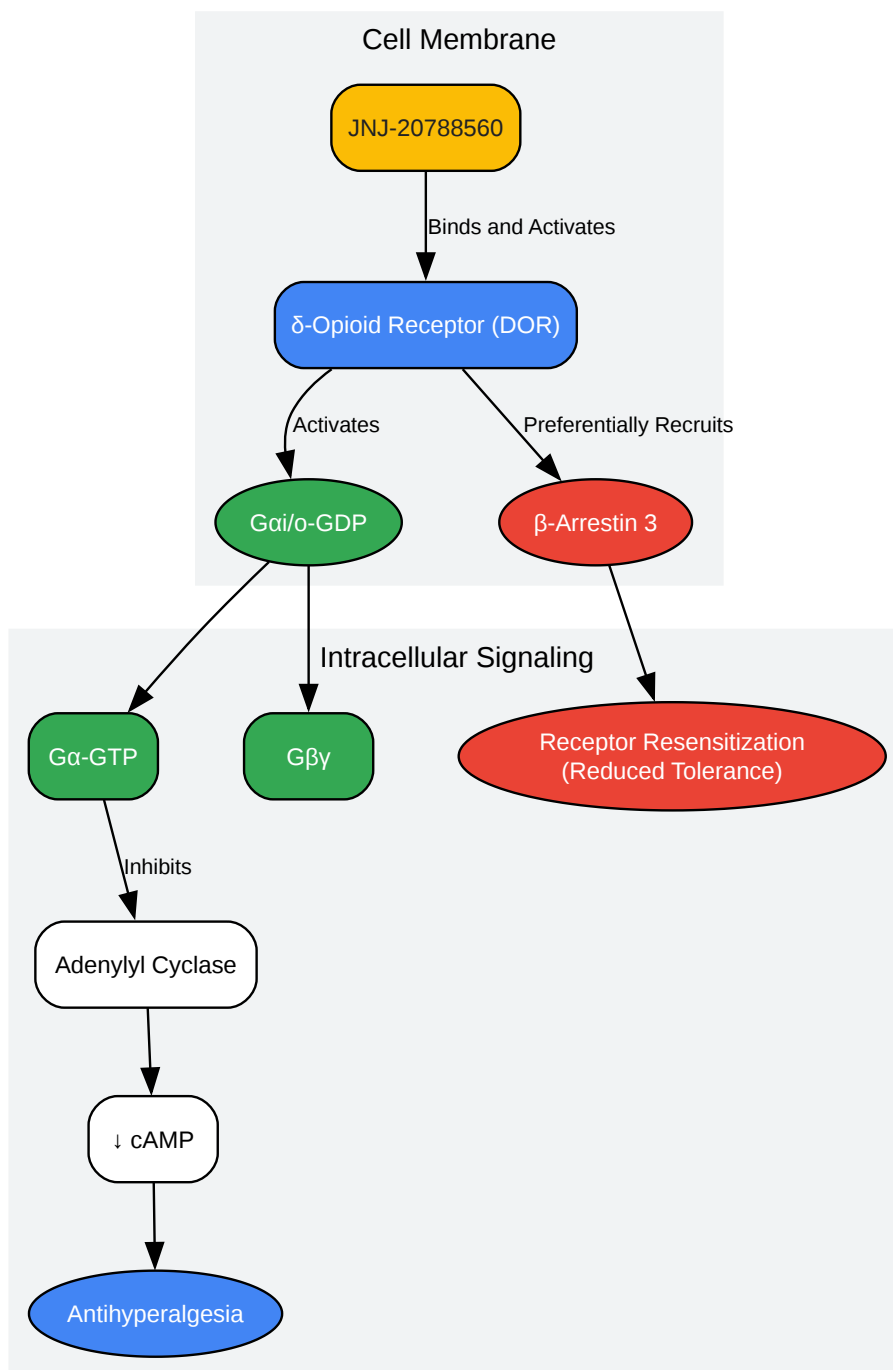 Cell Membrane
JNJ-20788560
Binds and Activates
δ-Opioid Receptor (DOR)
Activates
Preferentially Recruits
Gαi/o-GDP
β-Arrestin 3
Intracellular Signaling
Gα-GTP
Gβγ
Receptor Resensitization
(Reduced Tolerance)
Inhibits
Adenylyl Cyclase
↓ cAMP
Antihyperalgesia